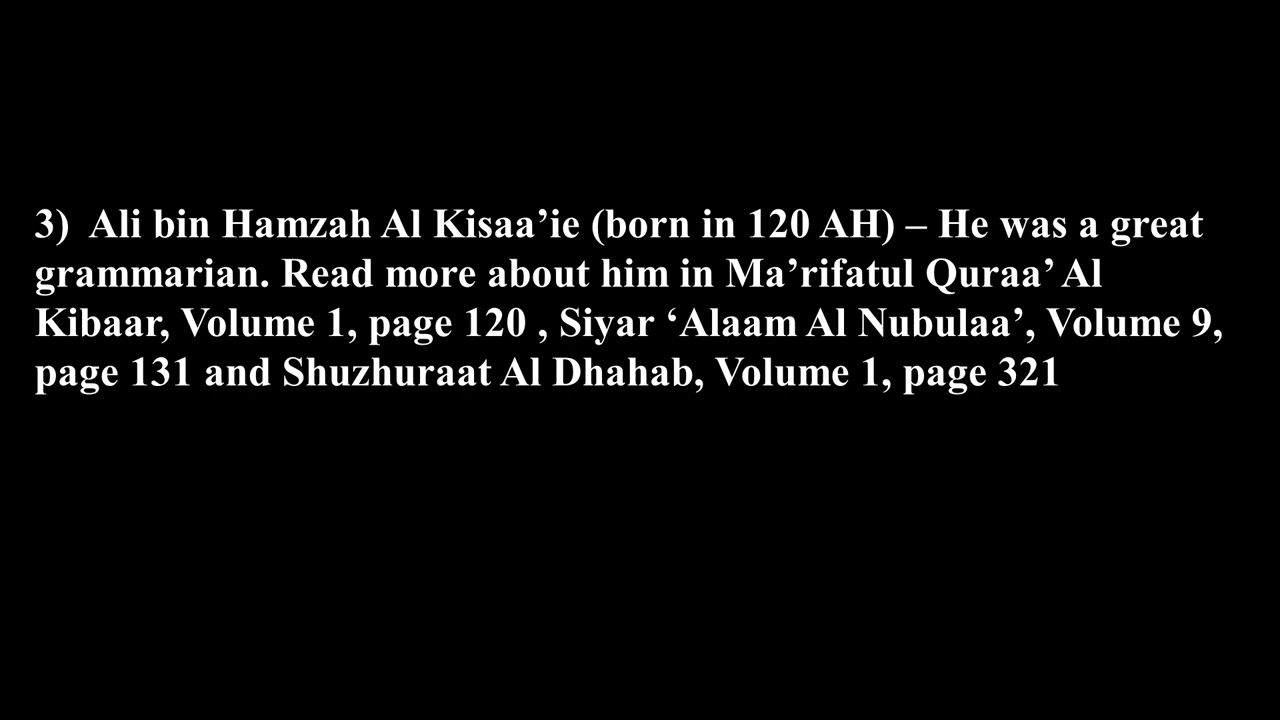 3)  Ali bin Hamzah Al Kisaa’ie (born in 120 AH) – He was a great
grammarian. Read more about him in Ma’rifatul Quraa’ Al
Kibaar, Volume 1, page 120 , Siyar ‘Alaam Al Nubulaa’, Volume 9,
page 131 and Shuzhuraat Al Dhahab, Volume 1, page 321